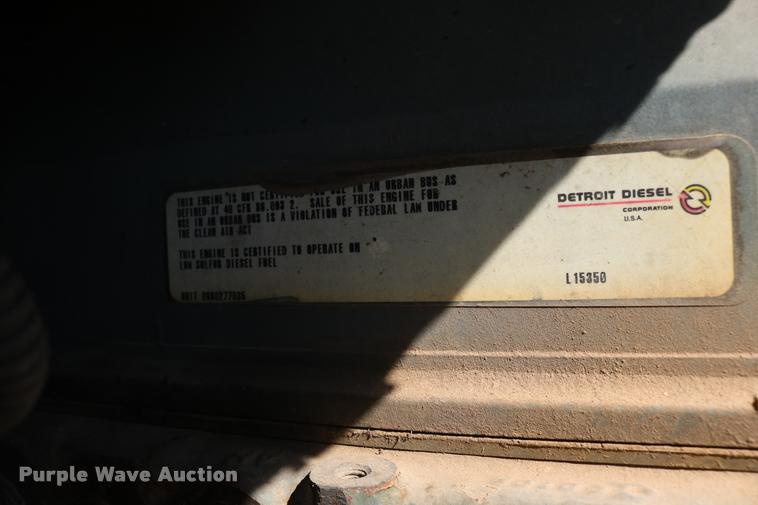 THIS ENGINE IS NOT CERTIFIED FOR USE IN AN URBAN BUS AS
DEFINED AT 40 CFR 86.093 2. SALE OF THIS ENGINE FOR
USE IN AN URBAN BUS IS A VIOLATION OF FEDERAL LAW UNDER
THE CLEAN AIR ACT
THIS ENGINE IS CERTIFIED TO OPERATE ON
LOW SULFUR DIESEL FUEL
UNIT
DETROIT DIESEL
CORPORATION
U.S.A.
L15350
Purple Wave Auction